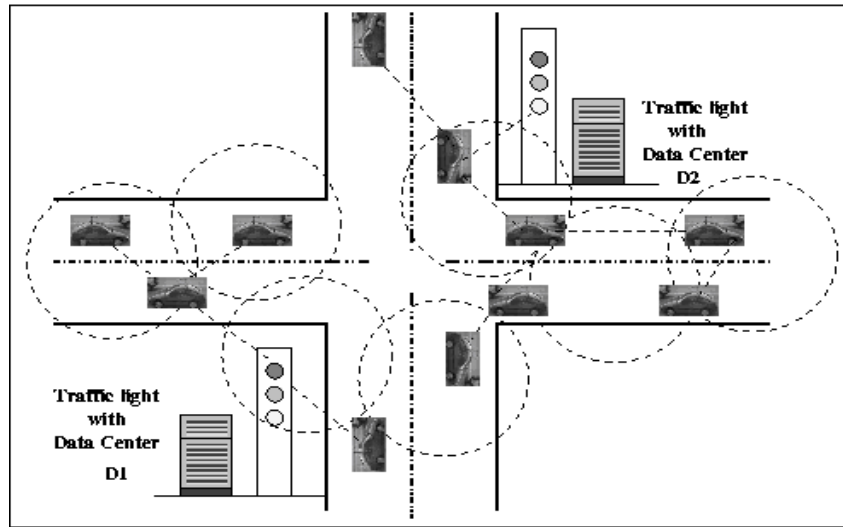 Traffic light
with
Data Center
D2
Traffic light
with
Data Center
D1